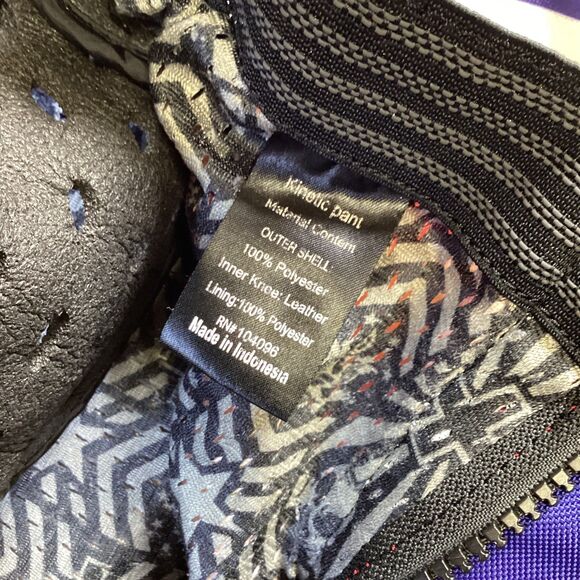 Kinetic pant
Material Content
OUTER SHELL:
100% Polyester
Inner Knee: Leather
Lining:100% Polyester
RN# 104096
Made in Indonesia